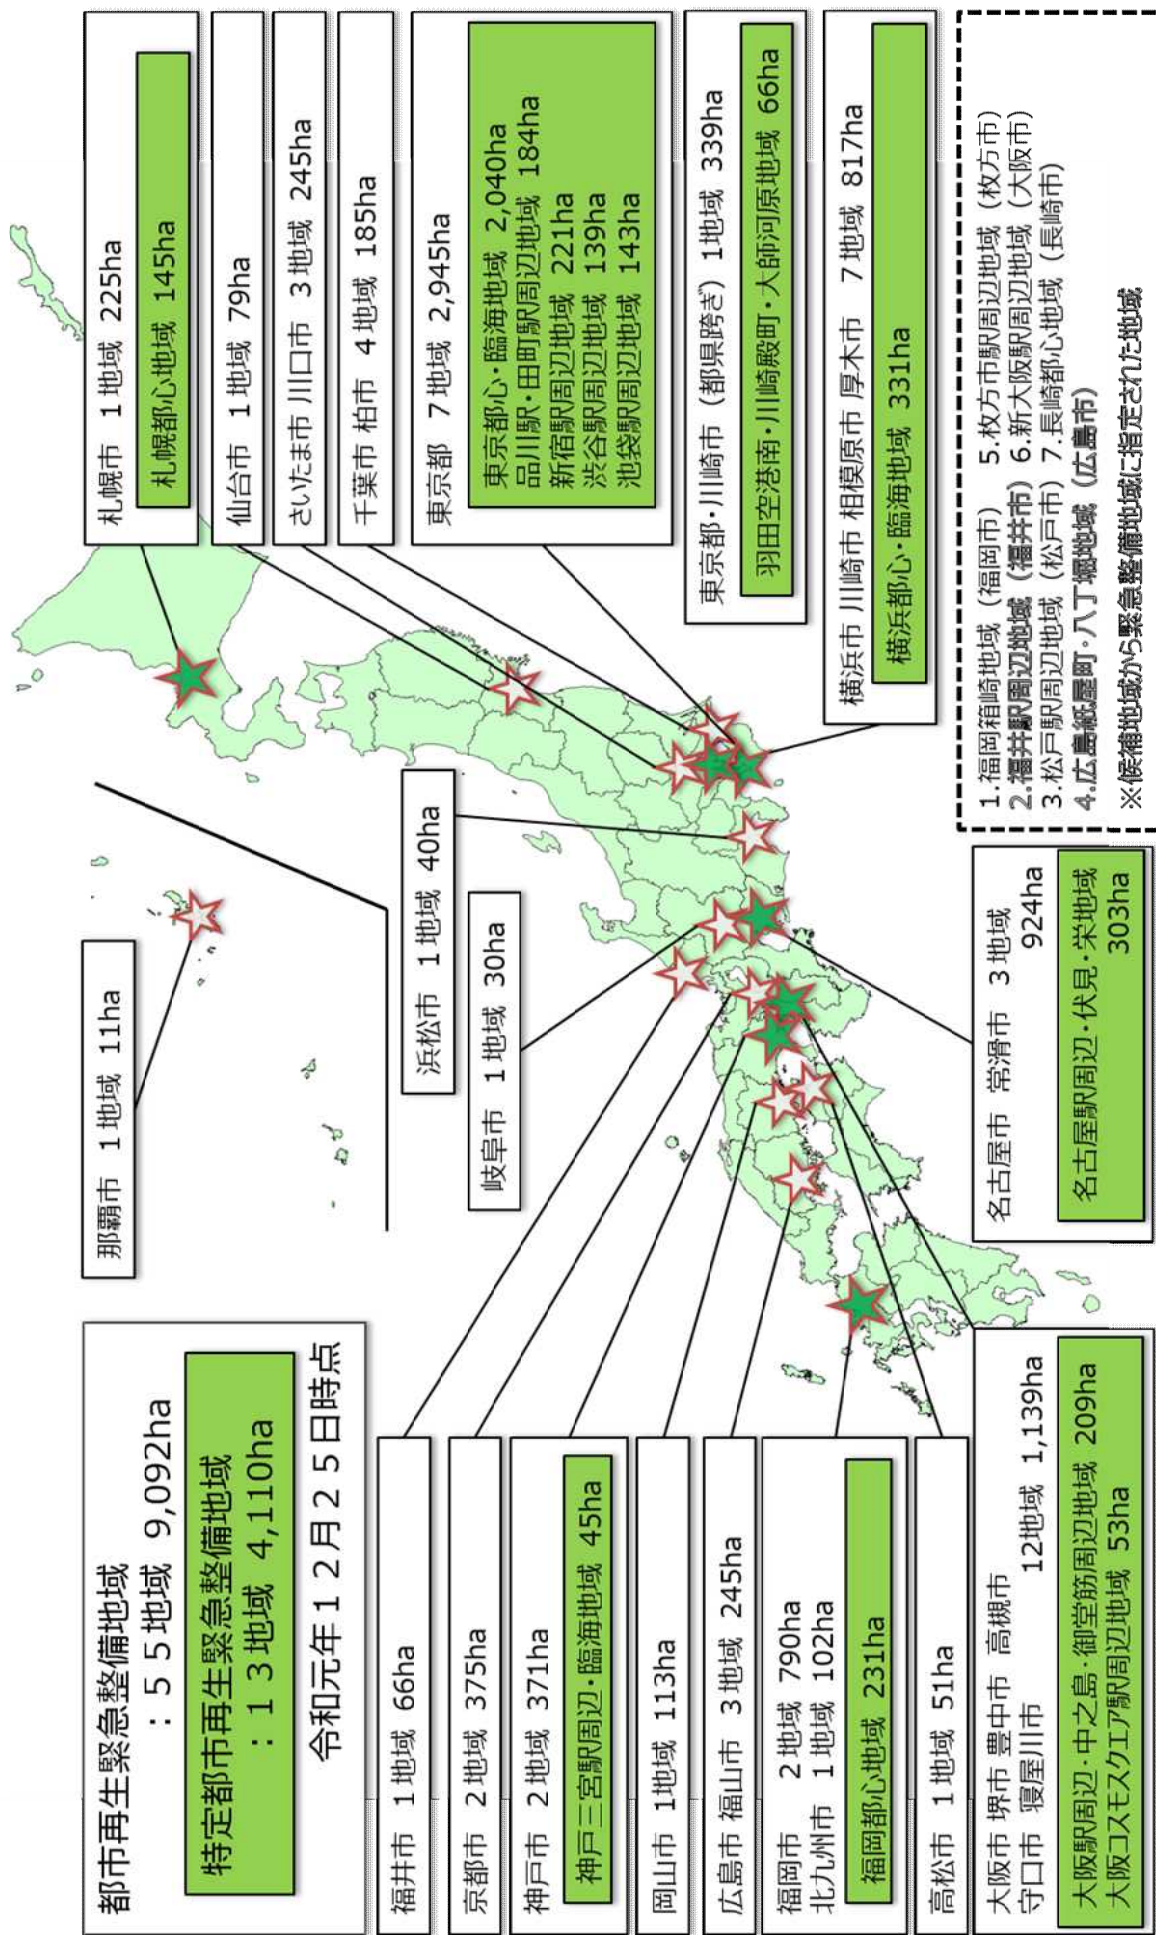 都市再生緊急整備地域
：５５地域 9,092ha
特定都市再生緊急整備地域
：１３地域 4,110ha
令和元年１２月２５日時点
那覇市 １地域 11ha
札幌市 １地域 225ha
札幌都心地域 145ha
仙台市 １地域 79ha
さいたま市 川口市 ３地域 245ha
千葉市 柏市 ４地域 185ha
東京都 ７地域 2,945ha
東京都心・臨海地域 2,040ha
品川駅・田町駅周辺地域 184ha
新宿駅周辺地域 221ha
渋谷駅周辺地域 139ha
池袋駅周辺地域 143ha
東京都・川崎市（都県跨ぎ）１地域 339ha
羽田空港南・川崎殿町・大師河原地域 66ha
横浜市 川崎市 相模原市 厚木市 ７地域 817ha
横浜都心・臨海地域 331ha
浜松市 １地域 40ha
岐阜市 １地域 30ha
福井市 １地域 66ha
京都市 ２地域 375ha
神戸市 ２地域 371ha
神戸三宮駅周辺・臨海地域 45ha
岡山市 1地域 113ha
広島市 福山市 ３地域 245ha
福岡市 ２地域 790ha
北九州市 １地域 102ha
福岡都心地域 231ha
高松市 １地域 51ha
大阪市 堺市 豊中市 高槻市
守口市 寝屋川市 12地域 1,139ha
大阪駅周辺・中之島・御堂筋周辺地域 209ha
大阪コスモスクエア駅周辺地域 53ha
名古屋市 常滑市 ３地域
924ha
名古屋駅周辺・伏見・栄地域
303ha
1.福岡箱崎地域（福岡市） 5.枚方市駅周辺地域（枚方市）
2.福井駅周辺地域（福井市） 6.新大阪駅周辺地域（大阪市）
3.松戸駅周辺地域（松戸市） 7.長崎都心地域（長崎市）
4.広島紙屋町・八丁堀地域（広島市）
※候補地域から緊急整備地域に指定された地域